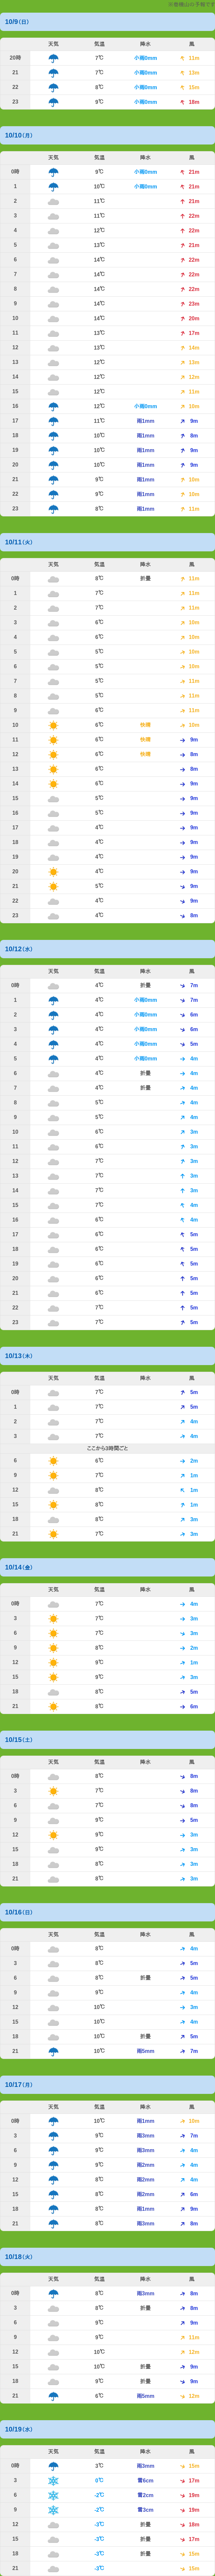 10/9(日)
天気 気温 降水 風
20時 7℃ 小雨0mm 11m
21 7℃ 小雨0mm 13m
22 8℃ 小雨0mm 15m
23 9℃ 小雨0mm 18m
10/10(月)
天気 気温 降水 風
0時 9℃ 小雨0mm 21m
1 10℃ 小雨0mm 21m
2 11℃ 21m
3 11℃ 22m
4 12℃ 22m
5 13℃ 21m
6 14℃ 22m
7 14℃ 22m
8 14℃ 22m
9 14℃ 23m
10 14℃ 20m
11 13℃ 17m
12 13℃ 14m
13 12℃ 13m
14 12℃ 12m
15 12℃ 11m
16 12℃ 小雨0mm 10m
17 11℃ 雨1mm 9m
18 10℃ 雨1mm 8m
19 10℃ 雨1mm 9m
20 10℃ 雨1mm 9m
21 9℃ 雨1mm 10m
22 9℃ 雨1mm 10m
23 8℃ 雨1mm 11m
10/11(火)
天気 気温 降水 風
0時 8℃ 折畳 11m
1 7℃ 11m
2 7℃ 11m
3 6℃ 10m
4 6℃ 10m
5 5℃ 10m
6 5℃ 10m
7 5℃ 11m
8 5℃ 11m
9 6℃ 11m
10 6℃ 快晴 10m
11 6℃ 快晴 9m
12 6℃ 快晴 8m
13 6℃ 8m
14 6℃ 9m
15 5℃ 9m
16 5℃ 9m
17 4℃ 9m
18 4℃ 9m
19 4℃ 9m
20 4℃ 9m
21 5℃ 9m
22 4℃ 9m
23 4℃ 8m
10/12(水)
天気 気温 降水 風
0時 4℃ 折畳 7m
1 4℃ 小雨0mm 7m
2 4℃ 小雨0mm 6m
3 4℃ 小雨0mm 6m
4 4℃ 小雨0mm 5m
5 4℃ 小雨0mm 4m
6 4℃ 折畳 4m
7 4℃ 折畳 4m
8 5℃ 4m
9 5℃ 4m
10 6℃ 3m
11 6℃ 3m
12 7℃ 3m
13 7℃ 3m
14 7℃ 3m
15 7℃ 4m
16 6℃ 4m
17 6℃ 5m
18 6℃ 5m
19 6℃ 5m
20 6℃ 5m
21 6℃ 5m
22 7℃ 5m
23 7℃ 5m
10/13(木)
天気 気温 降水 風
0時 7℃ 5m
1 7℃ 5m
2 7℃ 4m
3 7℃ 4m
ここから3時間ごと
6 6℃ 2m
9 7℃ 1m
12 8℃ 1m
15 8℃ 1m
18 8℃ 3m
21 7℃ 3m
10/14(金)
天気 気温 降水 風
0時 7℃ 4m
3 7℃ 3m
6 7℃ 3m
9 8℃ 2m
12 9℃ 1m
15 9℃ 3m
18 8℃ 5m
21 8℃ 6m
10/15(土)
天気 気温 降水 風
0時 8℃ 8m
3 7℃ 8m
6 7℃ 8m
9 9℃ 5m
12 9℃ 3m
15 9℃ 3m
18 8℃ 3m
21 8℃ 3m
10/16(日)
天気 気温 降水 風
0時 8℃ 4m
3 8℃ 5m
6 8℃ 折畳 5m
9 9℃ 4m
12 10℃ 3m
15 10℃ 4m
18 10℃ 折畳 5m
21 10℃ 雨5mm 7m
10/17(月)
天気 気温 降水 風
0時 10℃ 雨1mm 10m
3 9℃ 雨3mm 7m
6 9℃ 雨3mm 4m
9 9℃ 雨2mm 4m
12 8℃ 雨2mm 4m
15 8℃ 雨2mm 6m
18 8℃ 雨1mm 9m
21 8℃ 雨3mm 8m
10/18(火)
天気 気温 降水 風
0時 8℃ 雨3mm 8m
3 8℃ 折畳 8m
6 9℃ 9m
9 9℃ 11m
12 10℃ 12m
15 10℃ 折畳 9m
18 9℃ 折畳 9m
21 6℃ 雨5mm 12m
10/19(水)
天気 気温 降水 風
0時 3℃ 雨3mm 15m
3 0℃ 雪6cm 17m
6 -2℃ 雪2cm 19m
9 -2℃ 雪3cm 19m
12 -3℃ 折畳 18m
15 -3℃ 折畳 17m
18 -3℃ 折畳 15m
21 -3℃ 15m